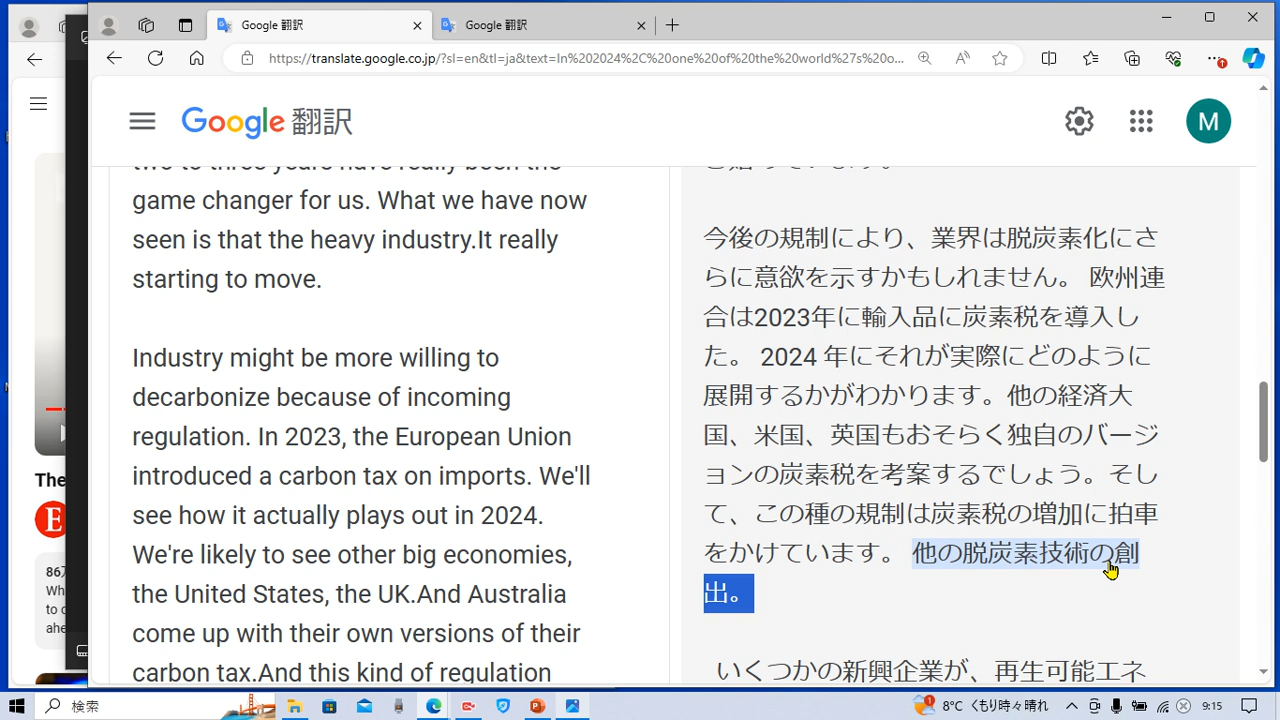 Google 翻訳
Google 翻訳
https://translate.google.co.jp/?sl=en&tl=ja&text=In%202024%2C%20one%20of%20the%20world%27s%20o...
Google 翻訳
M
two to three years have really been the
game changer for us. What we have now
seen is that the heavy industry.It really
starting to move.
Industry might be more willing to
decarbonize because of incoming
regulation. In 2023, the European Union
introduced a carbon tax on imports. We'll
see how it actually plays out in 2024.
We're likely to see other big economies,
the United States, the UK.And Australia
come up with their own versions of their
carbon tax.And this kind of regulation
今後の規制により、業界は脱炭素化にさ
らに意欲を示すかもしれません。 欧州連
合は2023年に輸入品に炭素税を導入し
た。 2024 年にそれが実際にどのように
展開するかがわかります。他の経済大
国、米国、英国もおそらく独自のバージ
ョンの炭素税を考案するでしょう。そし
て、この種の規制は炭素税の増加に拍車
をかけています。 他の脱炭素技術の創
出。
いくつかの新興企業が、再生可能エネ
The
E
86万
Wh
to c
ahe
検索
1
8°C くもり時々晴れ
9:15